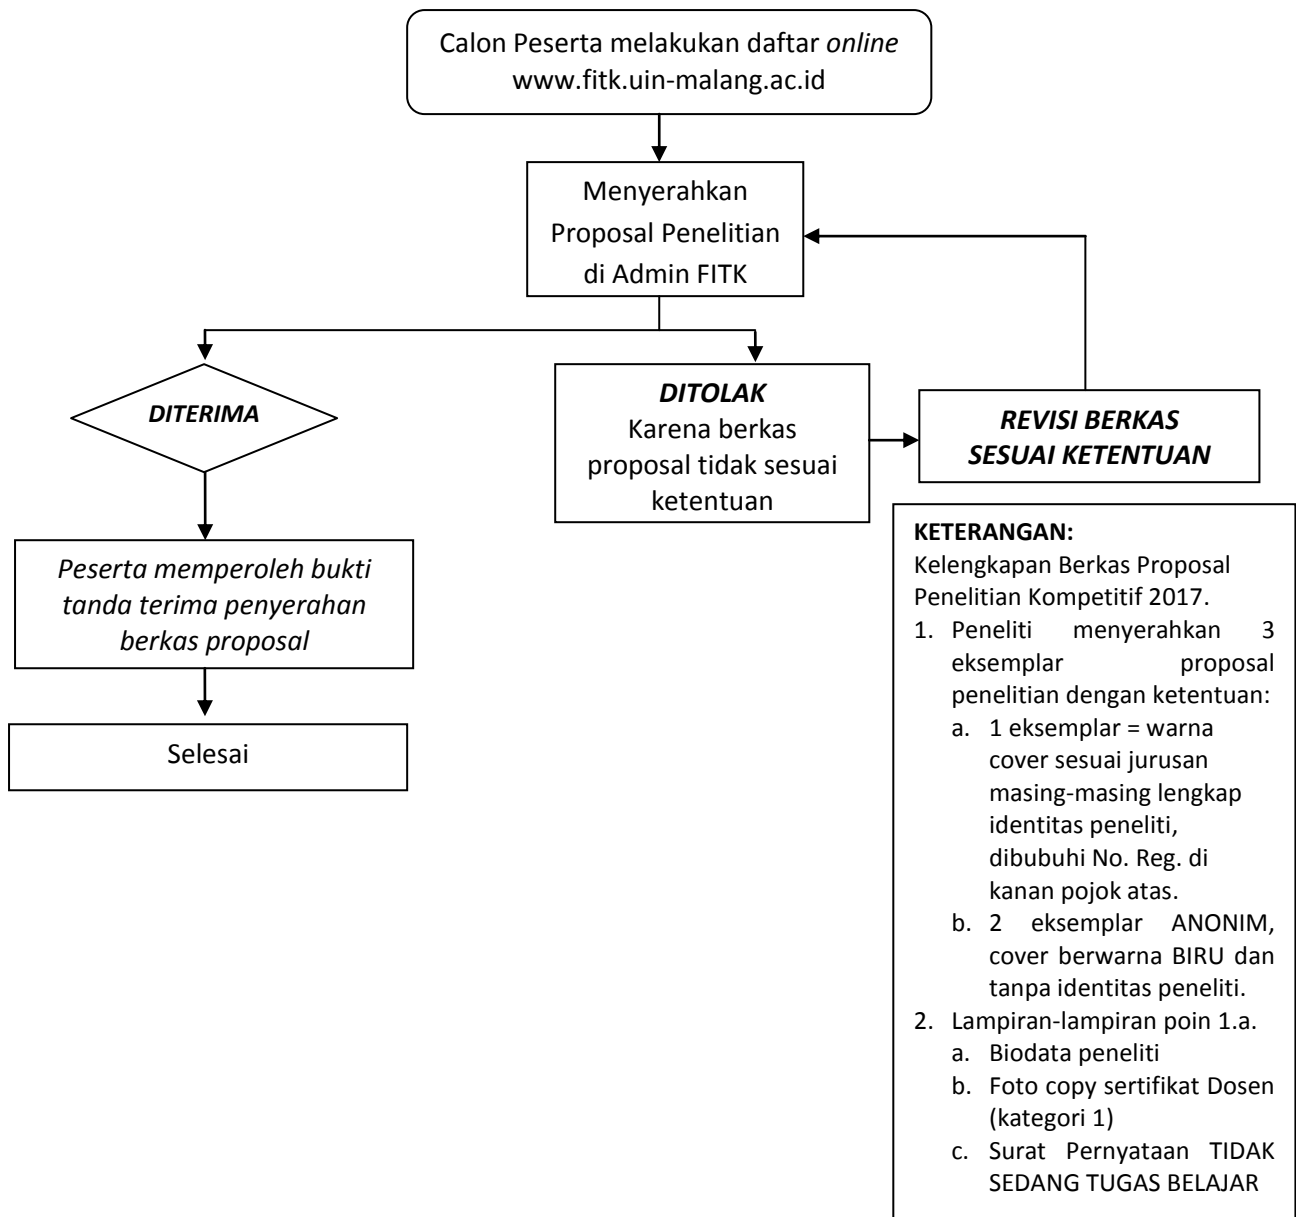 Calon Peserta melakukan daftar online
www.fitk.uin-malang.ac.id
Menyerahkan
Proposal Penelitian
di Admin FITK
DITERIMA
DITOLAK
Karena berkas
proposal tidak sesuai
ketentuan
REVISI BERKAS
SESUAI KETENTUAN
Peserta memperoleh bukti
tanda terima penyerahan
berkas proposal
Selesai
KETERANGAN:
Kelengkapan Berkas Proposal
Penelitian Kompetitif 2017.
1. Peneliti menyerahkan 3
eksemplar proposal
penelitian dengan ketentuan:
a. 1 eksemplar = warna
cover sesuai jurusan
masing-masing lengkap
identitas peneliti,
dibubuhi No. Reg. di
kanan pojok atas.
b. 2 eksemplar ANONIM,
cover berwarna BIRU dan
tanpa identitas peneliti.
2. Lampiran-lampiran poin 1.a.
a. Biodata peneliti
b. Foto copy sertifikat Dosen
(kategori 1)
c. Surat Pernyataan TIDAK
SEDANG TUGAS BELAJAR